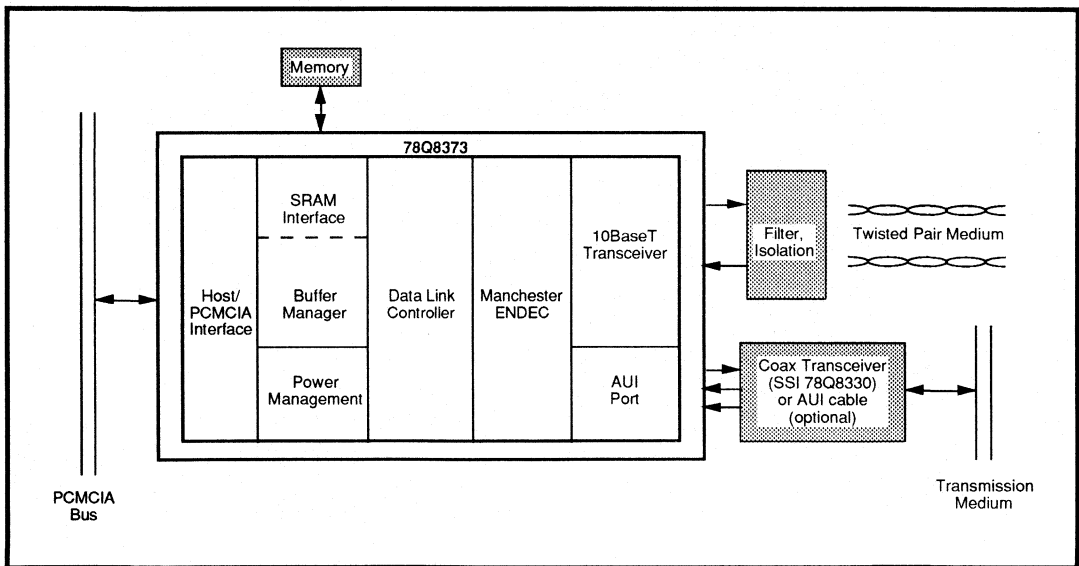 Memory
78Q8373
SRAM
Interface
10BaseT
Transceiver
Host/
PCMCIA
Interface
Buffer
Manager
Data Link
Controller
Manchester
ENDEC
Power
Management
AUI
Port
Filter,
Isolation
Twisted Pair Medium
Coax Transceiver
(SSI 78Q8330)
or AUI cable
(optional)
PCMCIA
Bus
Transmission
Medium